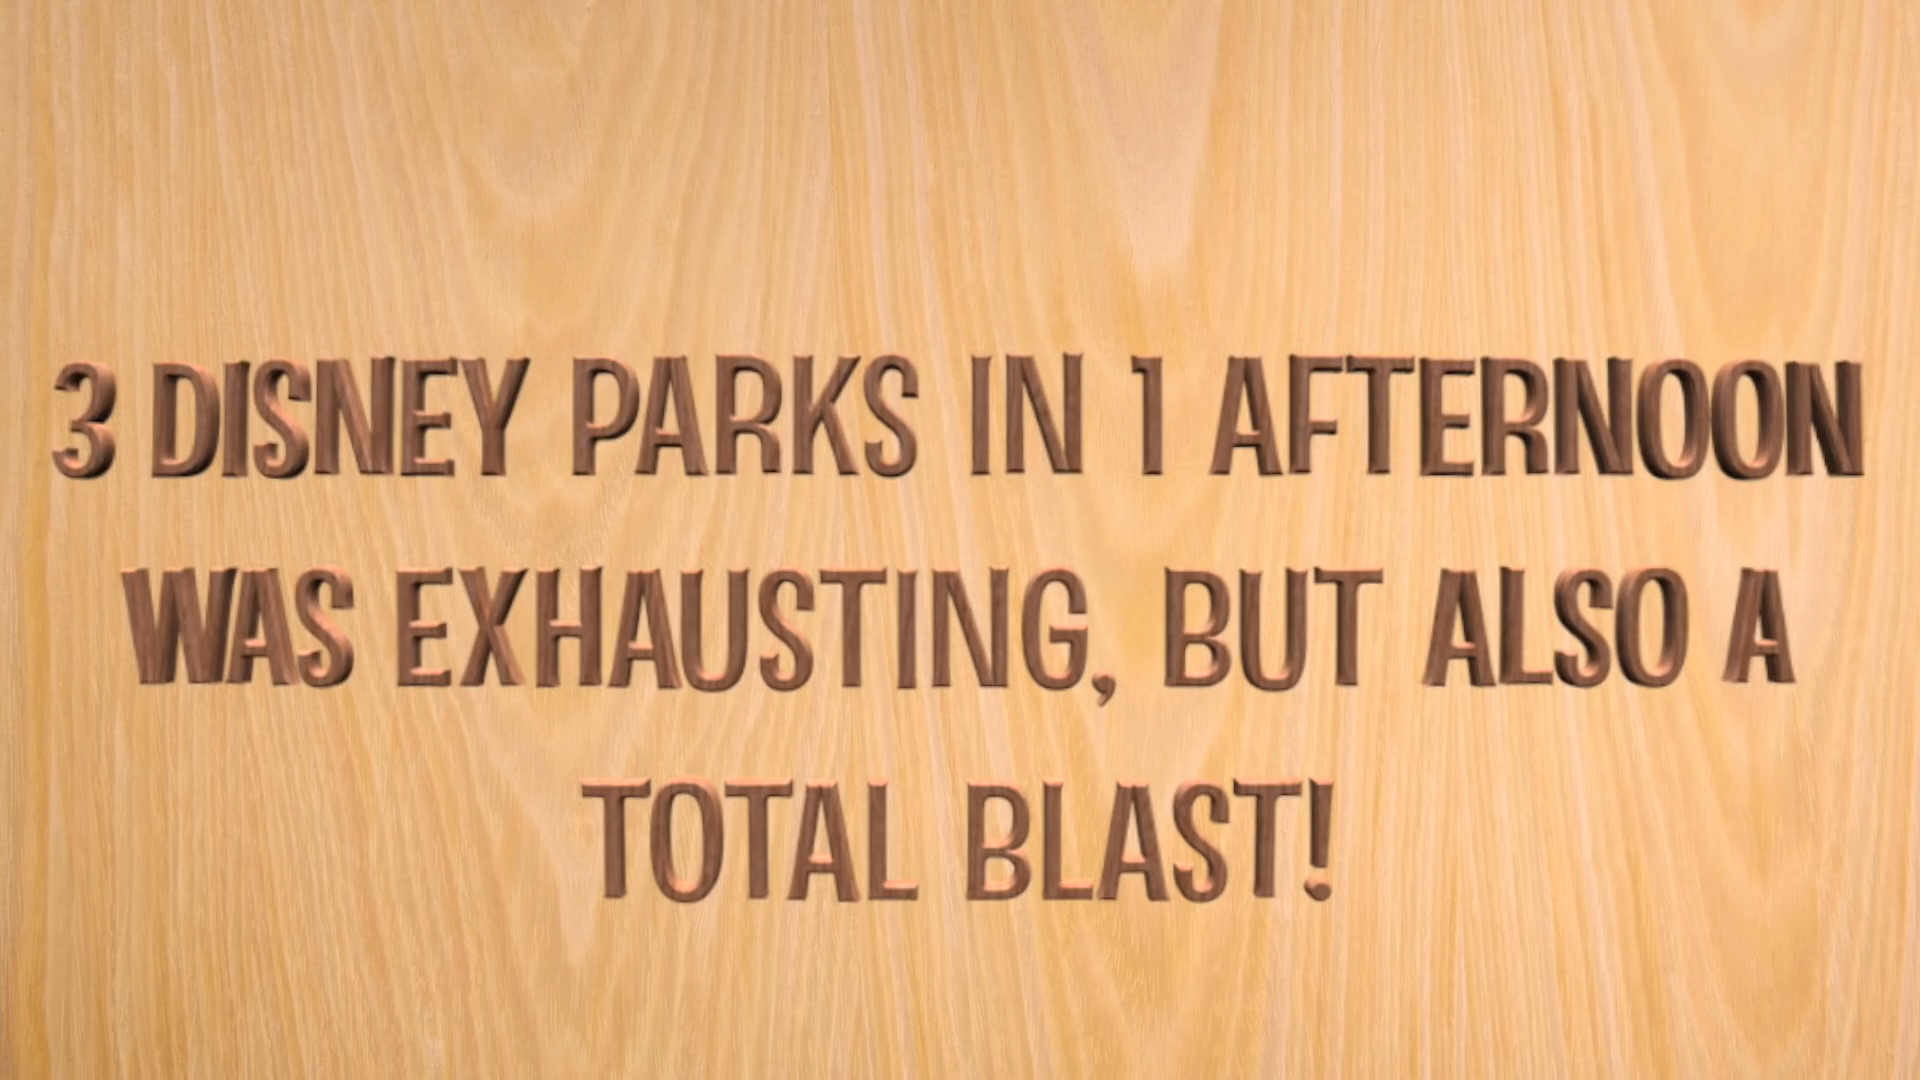 3 DISNEY PARKS IN 1 AFTERNOON
WAS EXHAUSTING, BUT ALSO A
TOTAL BLAST!